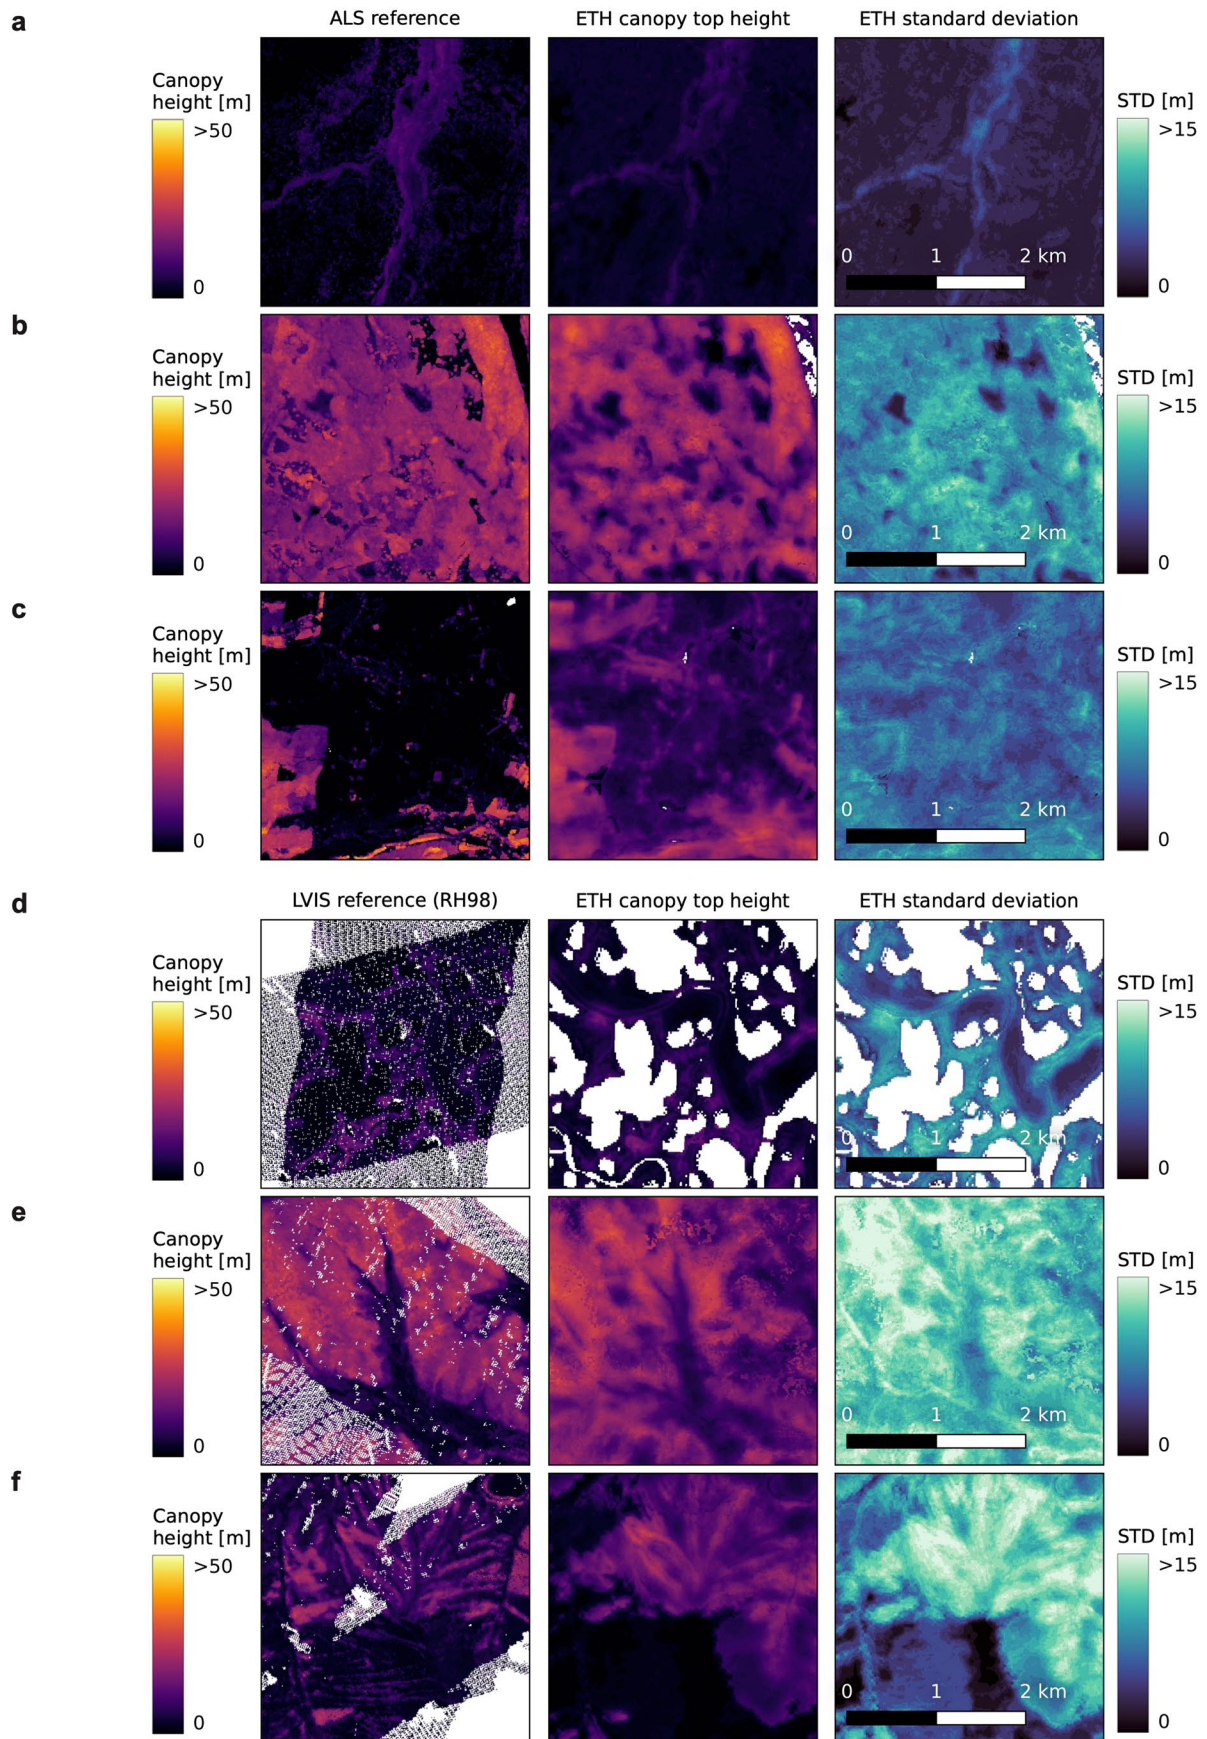 a
ALS reference
ETH canopy top height
ETH standard deviation
Canopy
height [m]
>50
0
0
1
2 km
STD [m]
>15
0
b
Canopy
height [m]
>50
0
0
1
2 km
STD [m]
>15
0
c
Canopy
height [m]
>50
0
0
1
2 km
STD [m]
>15
0
d
LVIS reference (RH98)
ETH canopy top height
ETH standard deviation
Canopy
height [m]
>50
0
0
1
2 km
STD [m]
>15
0
e
Canopy
height [m]
>50
0
0
1
2 km
STD [m]
>15
0
f
Canopy
height [m]
>50
0
0
1
2 km
STD [m]
>15
0